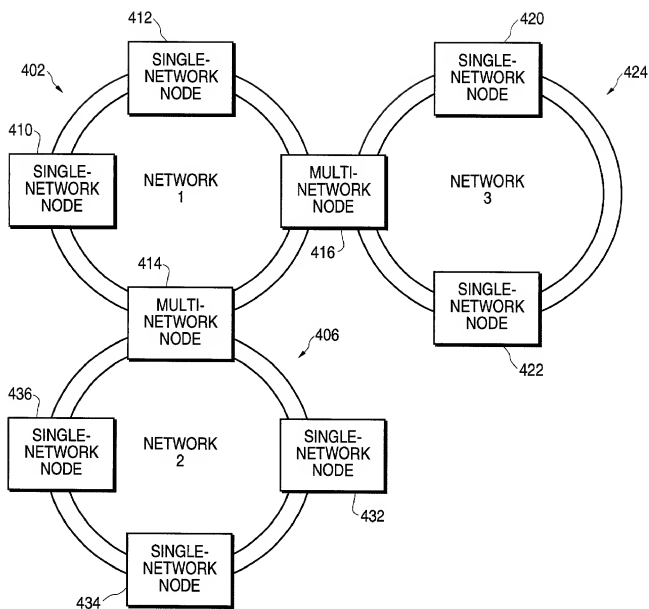 412
420
SINGLE-
NETWORK
NODE
SINGLE-
NETWORK
NODE
402
424
410
SINGLE-
NETWORK
NODE
NETWORK
1
MULTI-
NETWORK
NODE
NETWORK
3
416
414
MULTI-
NETWORK
NODE
SINGLE-
NETWORK
NODE
406
422
436
SINGLE-
NETWORK
NODE
NETWORK
2
SINGLE-
NETWORK
NODE
432
SINGLE-
NETWORK
NODE
434